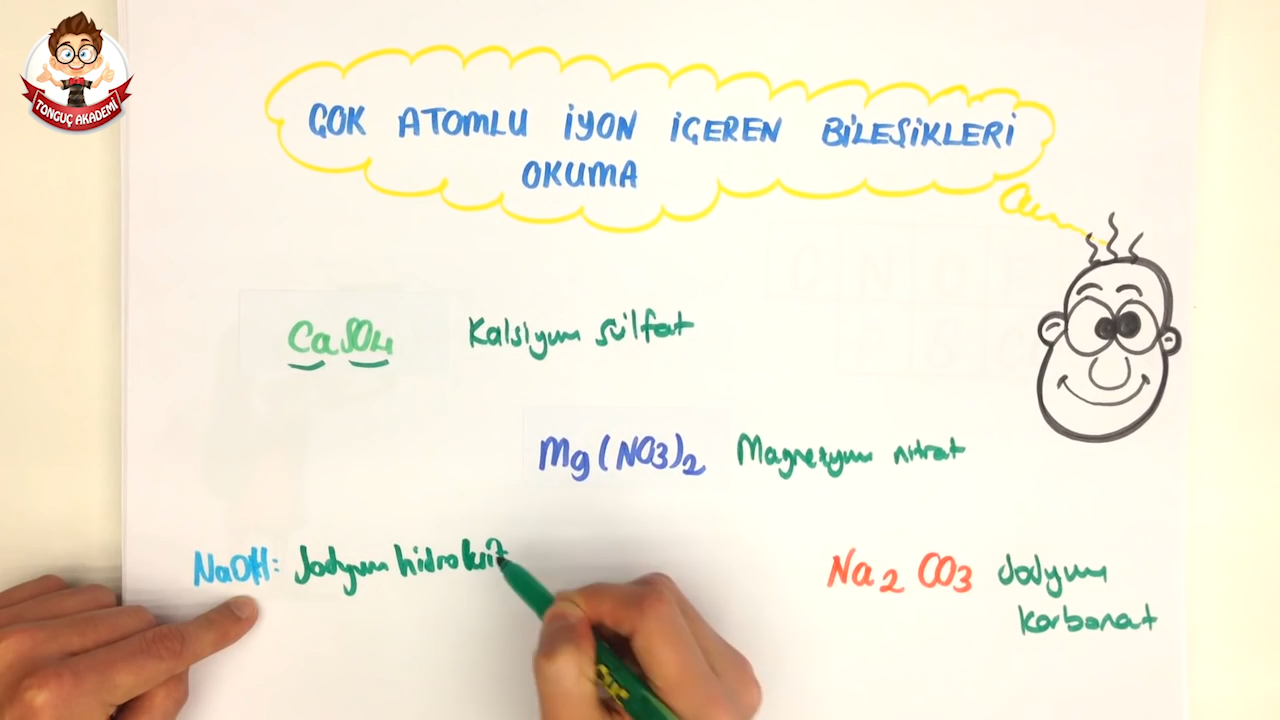 TONGUÇ AKADEMİ
ÇOK ATOMLU İYON İÇEREN BİLEŞİKLERİ
OKUMA
CaSO4 Kalsiyum sülfat
Mg(NO3)2 Magnezyum nitrat
NaOH: Sodyum hidroksit
Na2CO3 Sodyum
karbonat